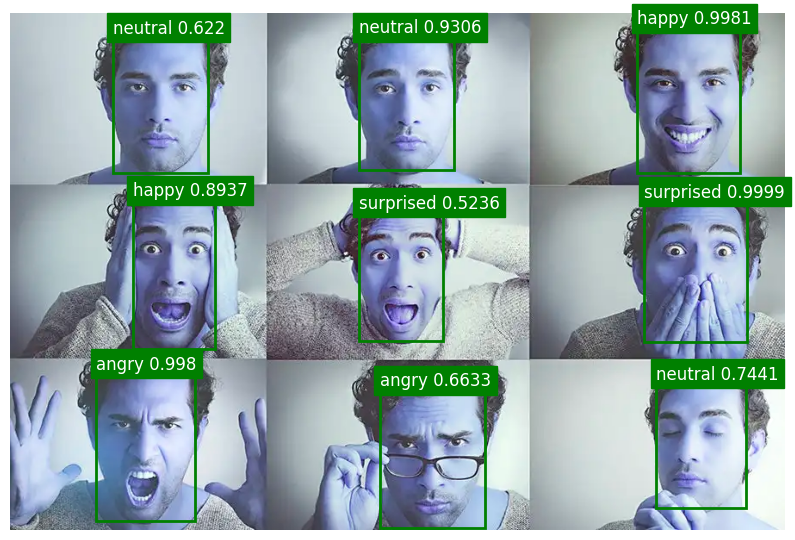 neutral 0.622
neutral 0.9306
happy 0.9981
happy 0.8937
surprised 0.5236
surprised 0.9999
angry 0.998
angry 0.6633
neutral 0.7441